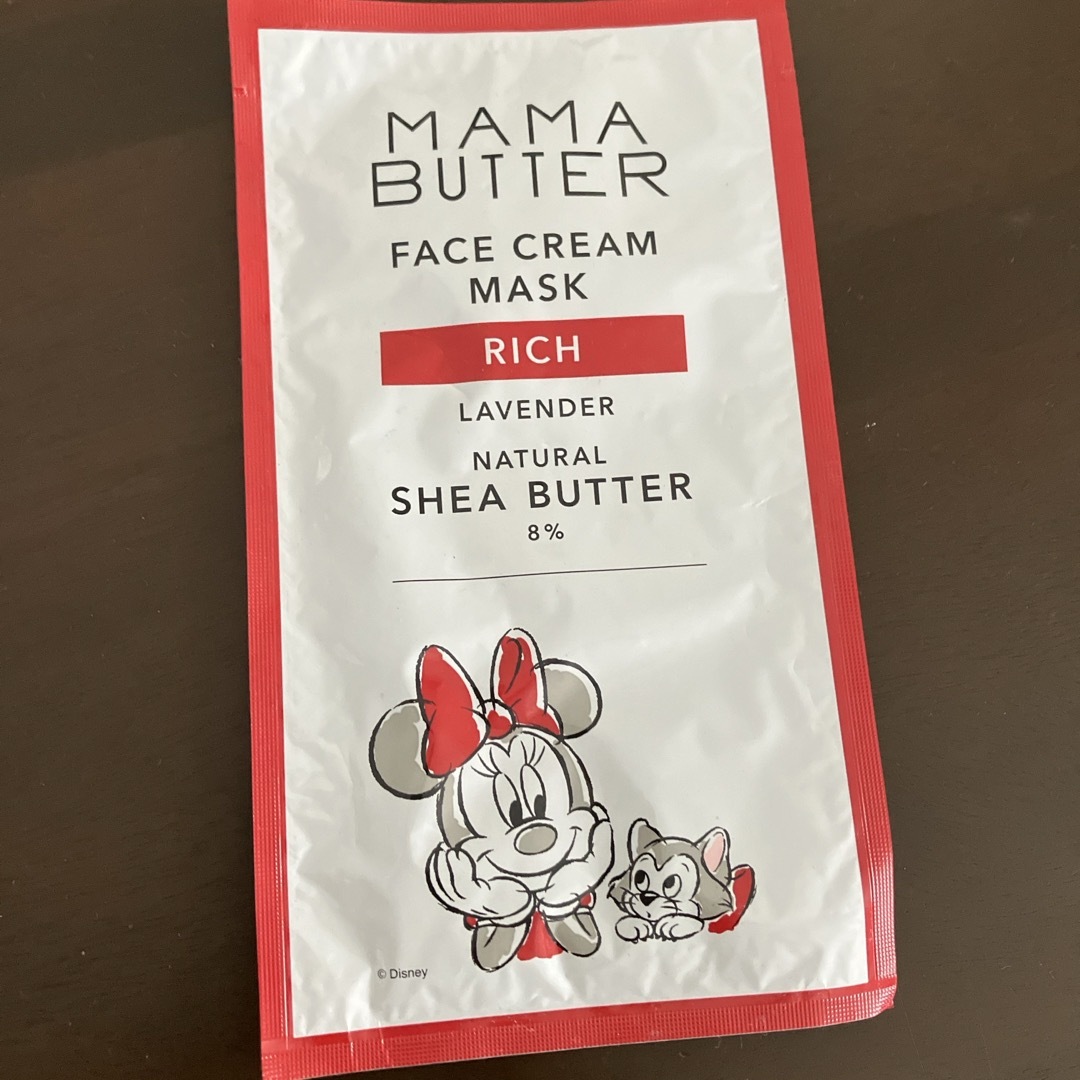 MAMA
BUTTER
FACE CREAM
MASK
RICH
LAVENDER
NATURAL
SHEA BUTTER
8%
© Disney